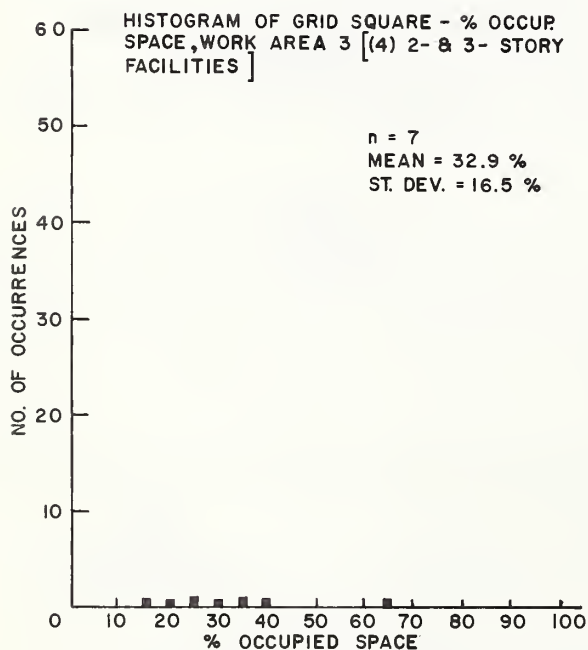 HISTOGRAM OF GRID SQUARE - % OCCUP.
SPACE, WORK AREA 3 [(4) 2- & 3- STORY
FACILITIES]
n = 7
MEAN = 32.9 %
ST. DEV. = 16.5 %
NO. OF OCCURRENCES
60
50
40
30
20
10
0 10 20 30 40 50 60 70 80 90 100
% OCCUPIED SPACE